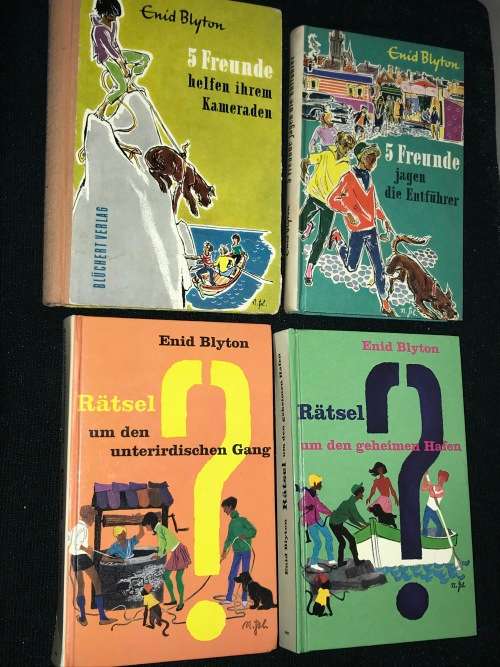 Enid Blyton
5 Freunde
helfen ihrem
Kameraden
BLÜCHERT VERLAG
n.kl.
Enid Blyton
5 Freunde
jagen
die Entführer
Enid Blyton
Rätsel
um den
unterirdischen Gang
?
Enid Blyton
Rätsel
um den geheimen Hafen
?
Enid Blyton Rätsel um den geheimen Hafen